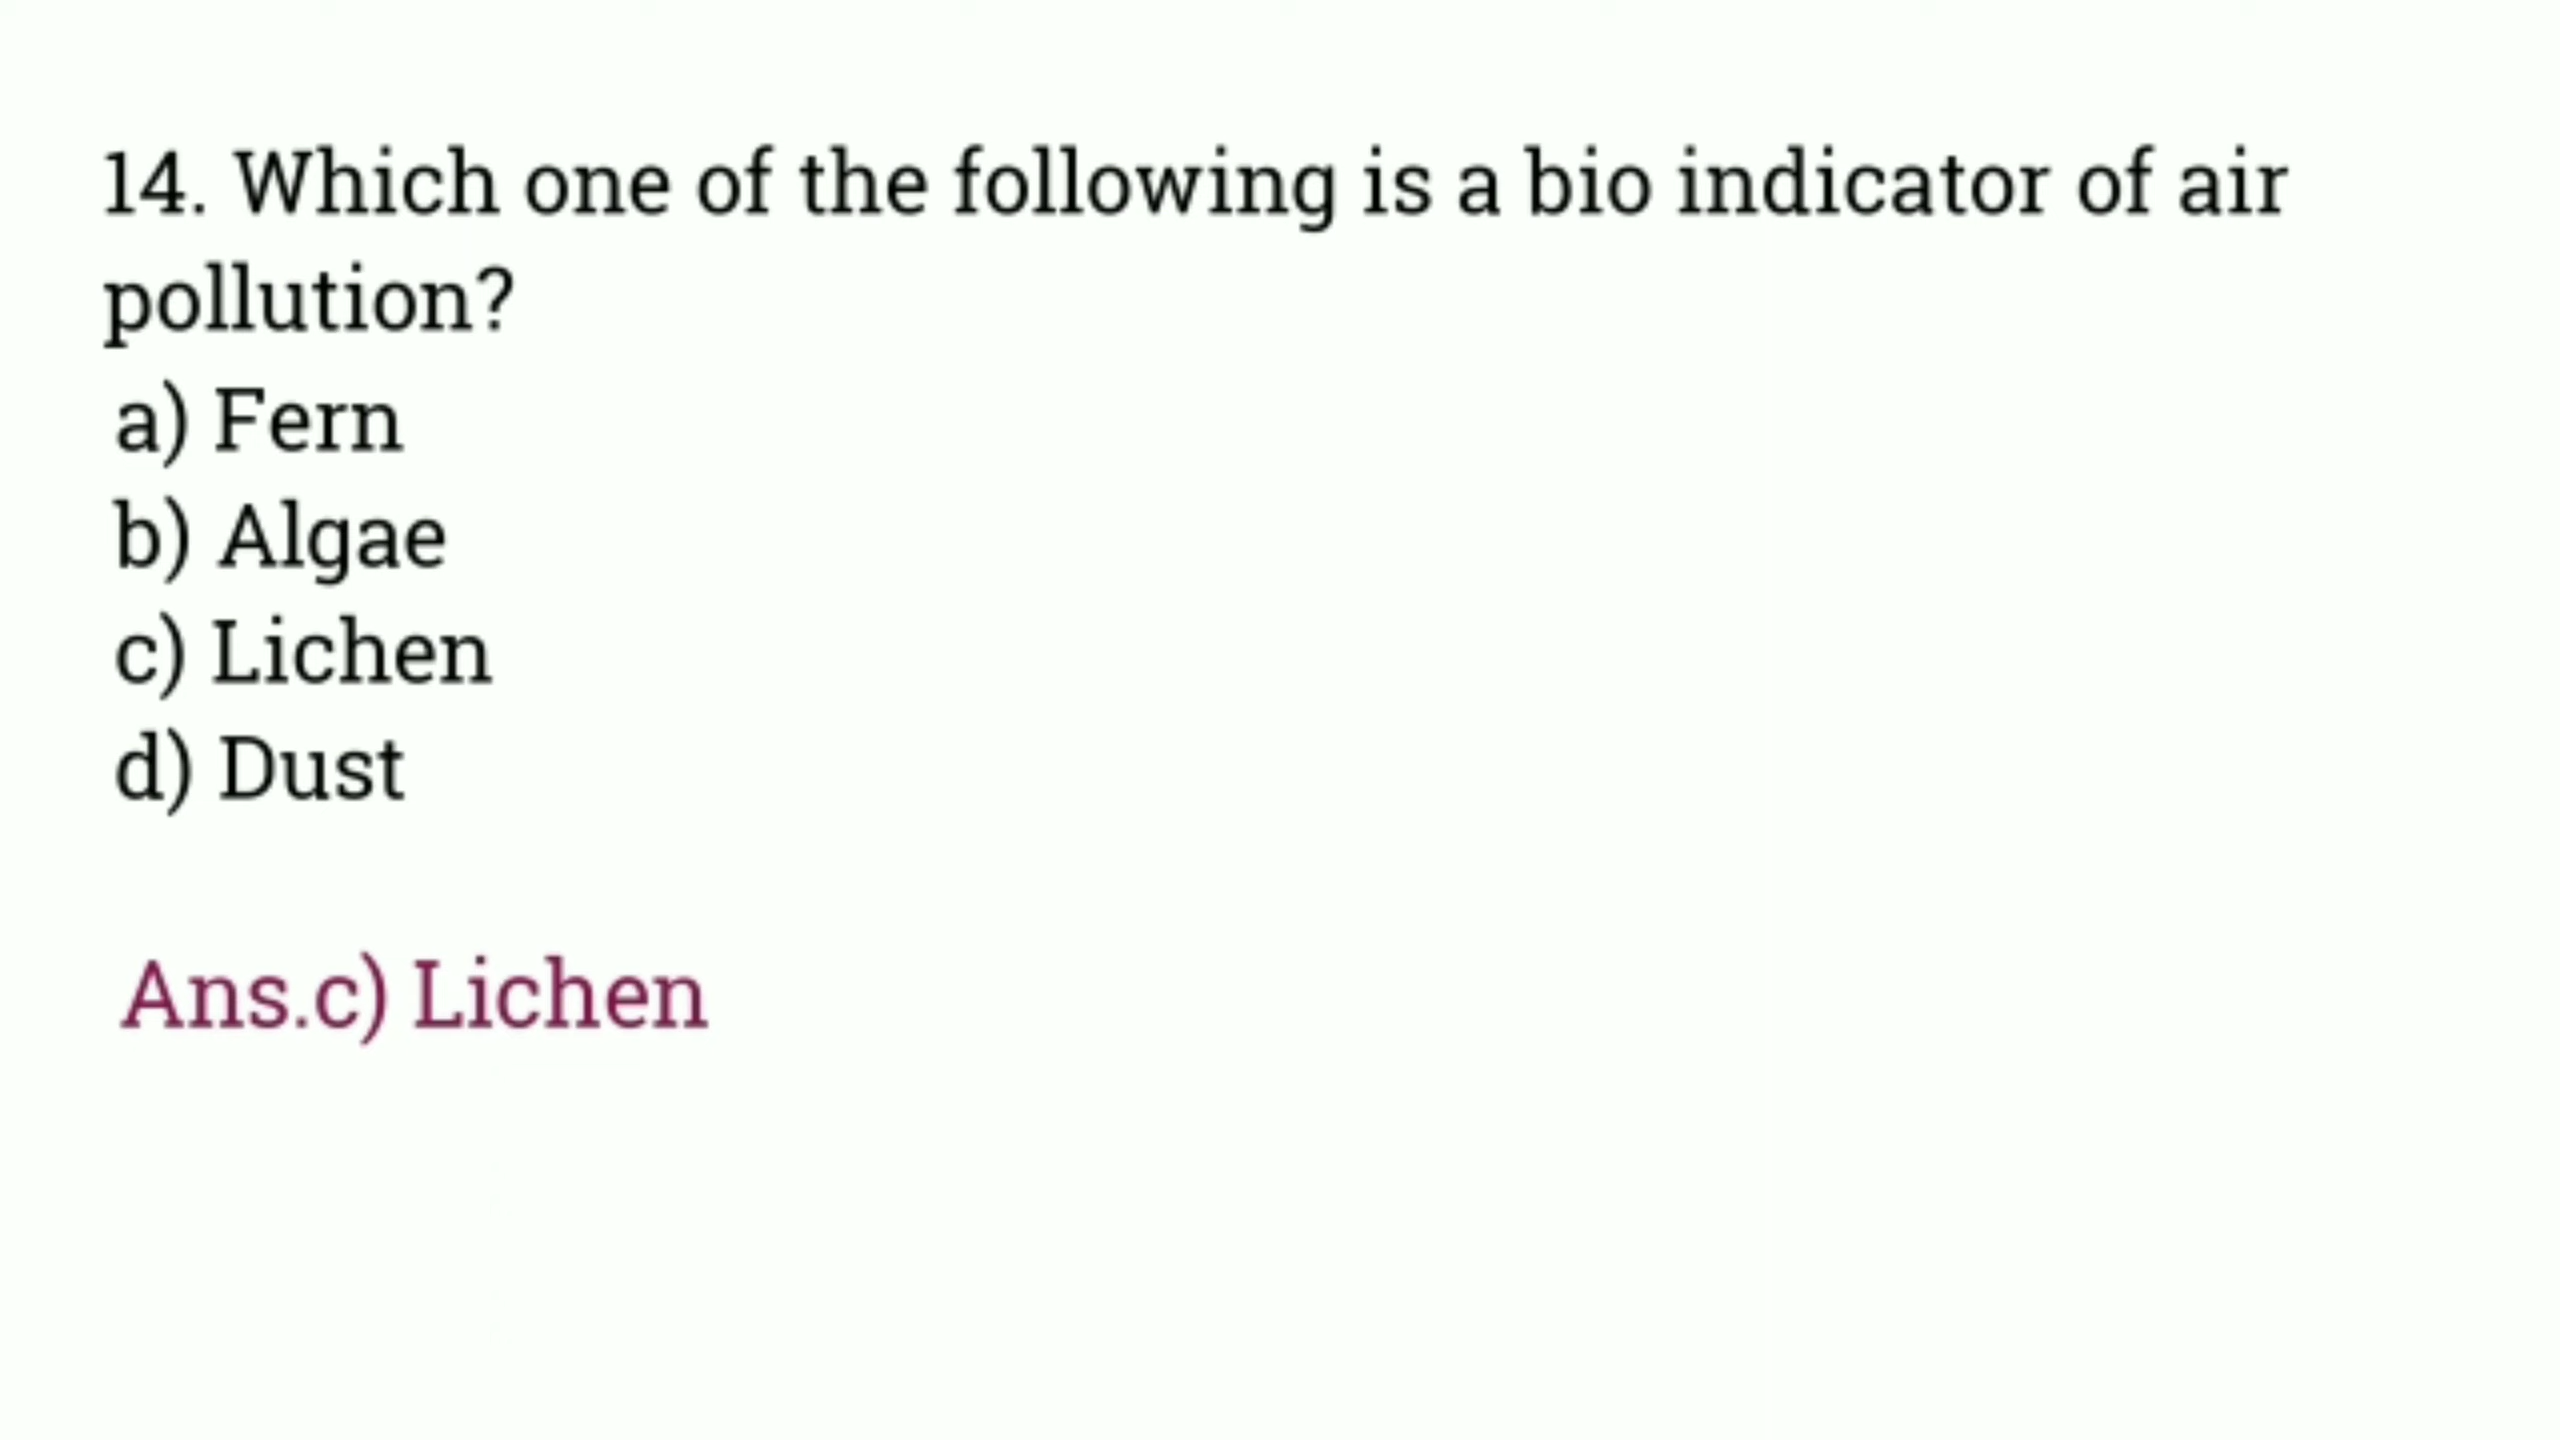 14. Which one of the following is a bio indicator of air
pollution?
a) Fern
b) Algae
c) Lichen
d) Dust
Ans.c) Lichen